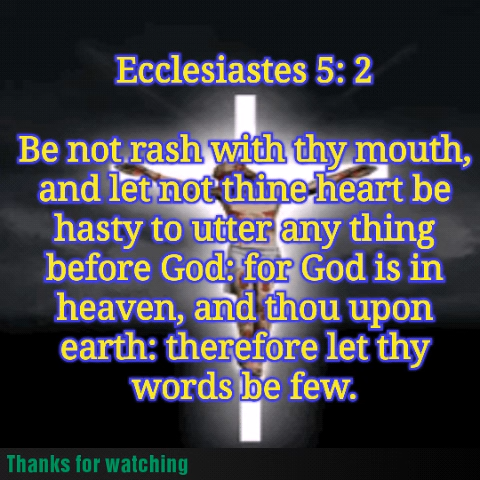 Ecclesiastes 5: 2
Be not rash with thy mouth,
and let not thine heart be
hasty to utter any thing
before God: for God is in
heaven, and thou upon
earth: therefore let thy
words be few.
Thanks for watching